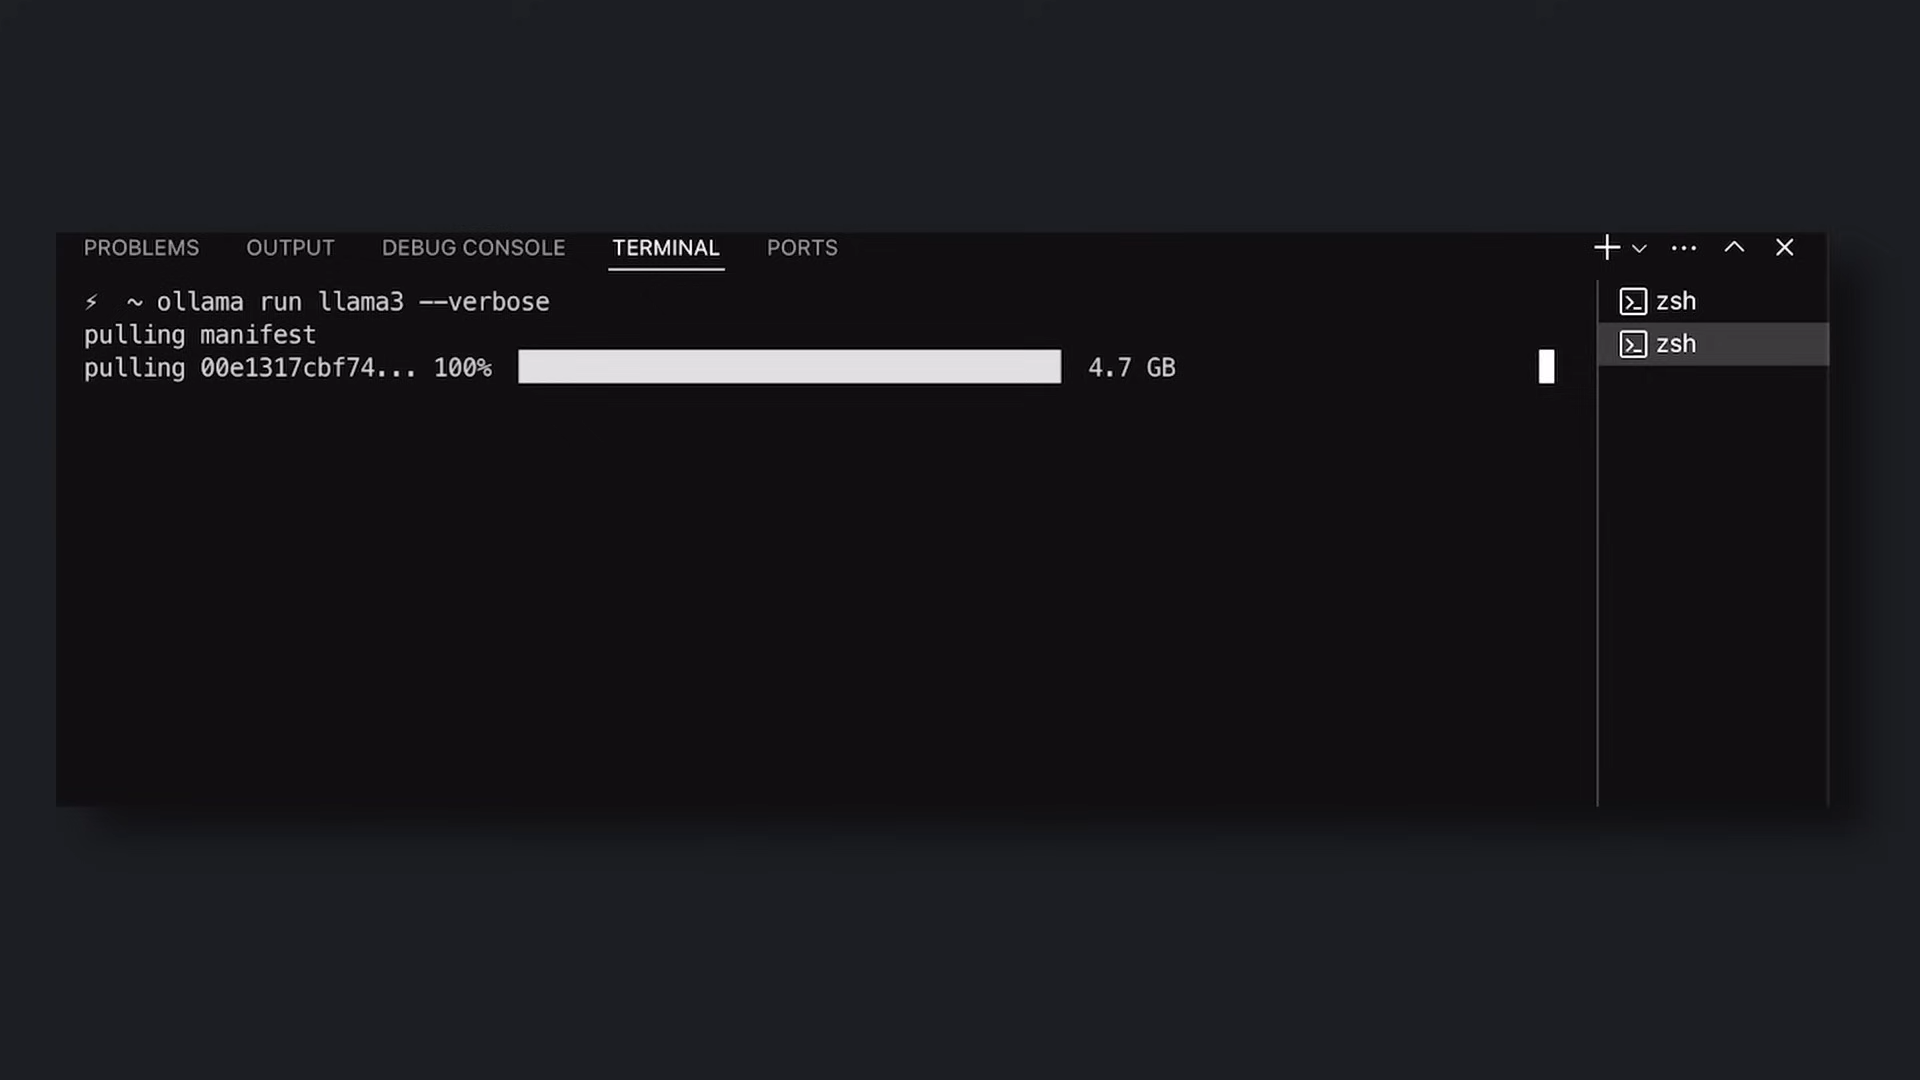 PROBLEMS OUTPUT DEBUG CONSOLE TERMINAL PORTS
⚡ ~ ollama run llama3 --verbose
pulling manifest
pulling 00e1317cbf74... 100% 4.7 GB
zsh
zsh